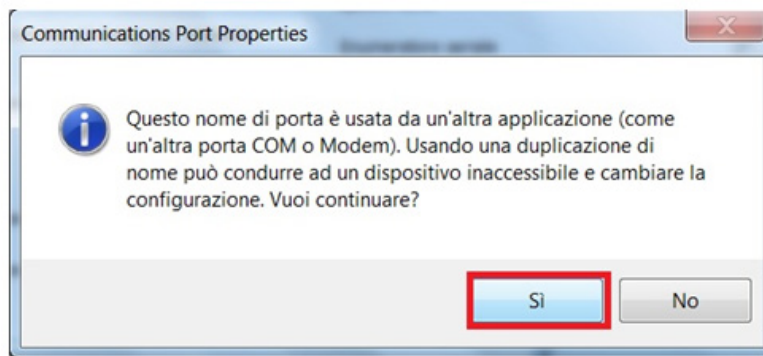 Communications Port Properties
Questo nome di porta è usata da un'altra applicazione (come
un'altra porta COM o Modem). Usando una duplicazione di
nome può condurre ad un dispositivo inaccessibile e cambiare la
configurazione. Vuoi continuare?
Sì
No